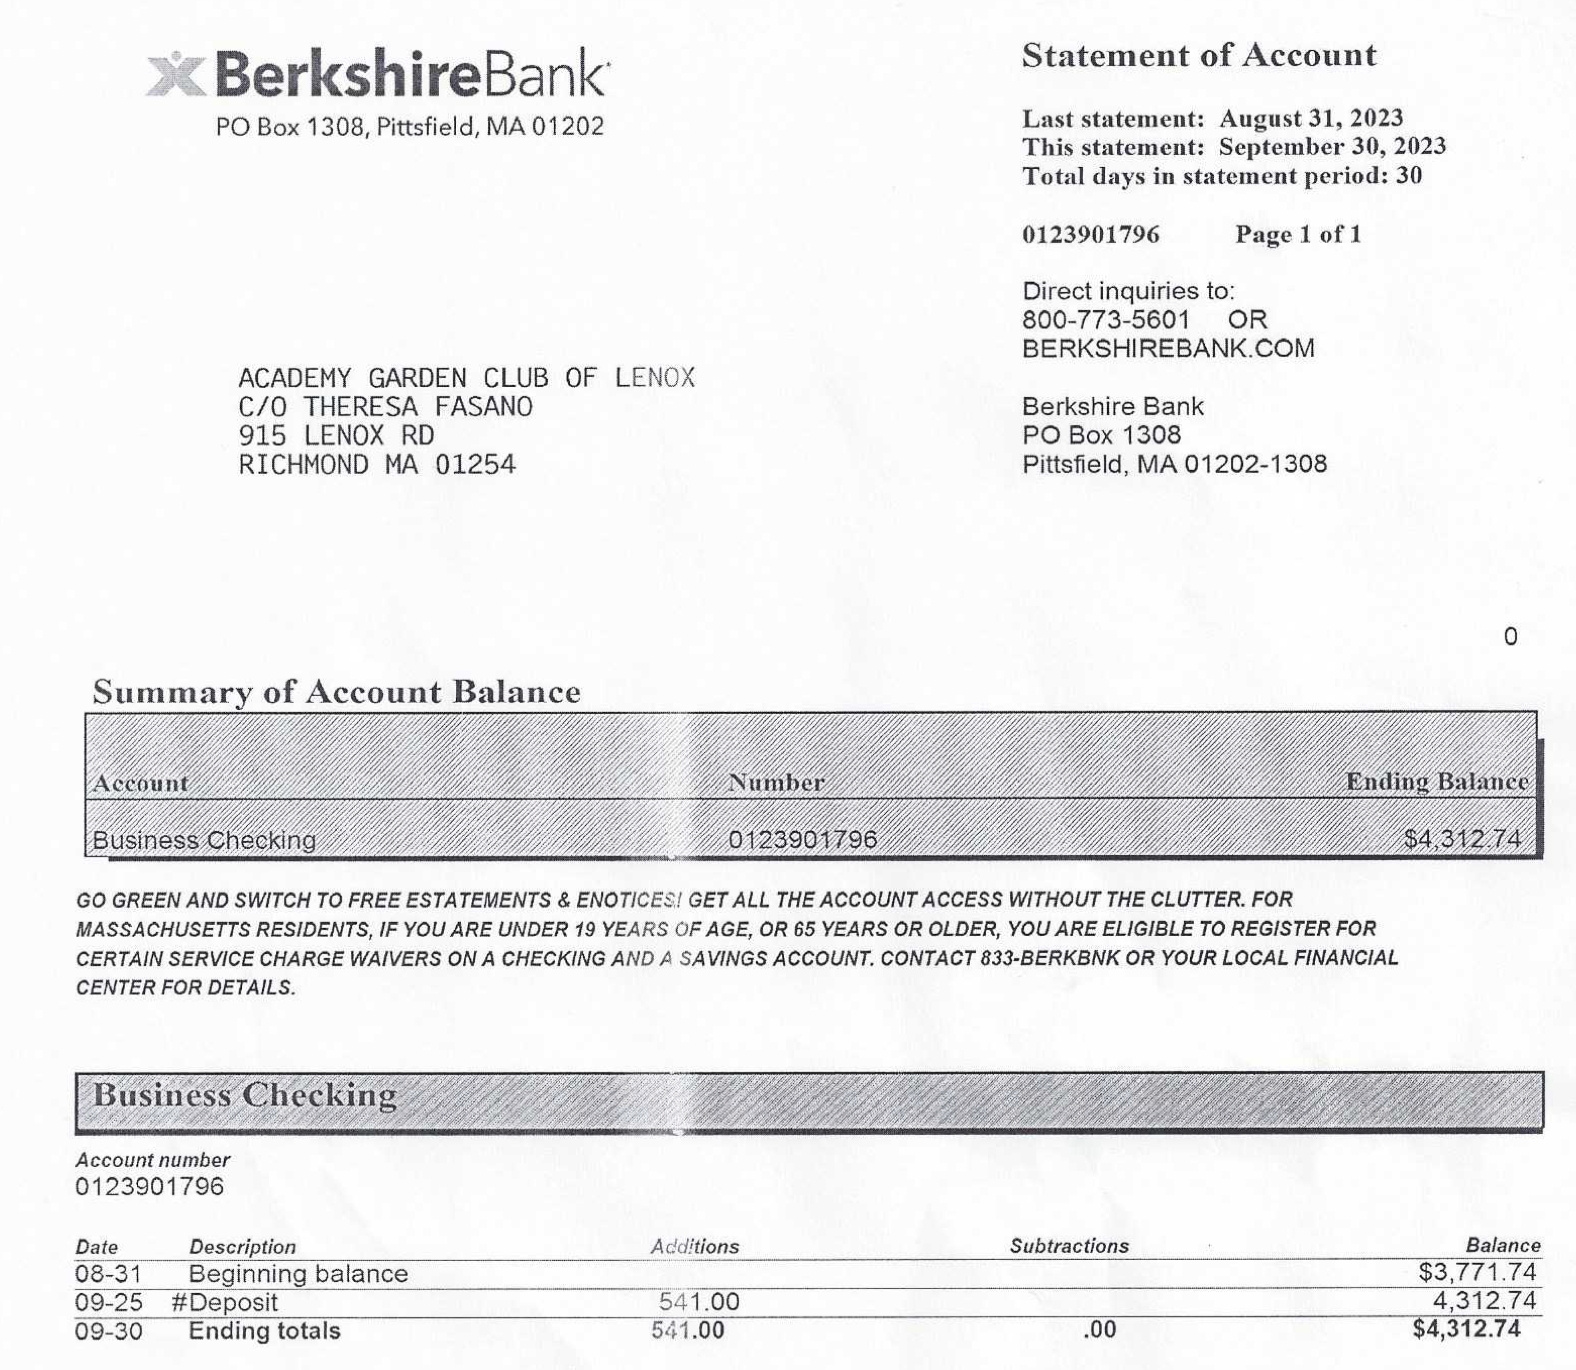 BerkshireBank
PO Box 1308, Pittsfield, MA 01202
Statement of Account
Last statement: August 31, 2023
This statement: September 30, 2023
Total days in statement period: 30
0123901796 Page 1 of 1
Direct inquiries to:
800-773-5601 OR
BERKSHIREBANK.COM
ACADEMY GARDEN CLUB OF LENOX
C/O THERESA FASANO
915 LENOX RD
RICHMOND MA 01254
Berkshire Bank
PO Box 1308
Pittsfield, MA 01202-1308
0
Summary of Account Balance
Account Number Ending Balance
Business Checking 0123901796 $4,312.74
GO GREEN AND SWITCH TO FREE ESTATEMENTS & ENOTICES! GET ALL THE ACCOUNT ACCESS WITHOUT THE CLUTTER. FOR
MASSACHUSETTS RESIDENTS, IF YOU ARE UNDER 19 YEARS OF AGE, OR 65 YEARS OR OLDER, YOU ARE ELIGIBLE TO REGISTER FOR
CERTAIN SERVICE CHARGE WAIVERS ON A CHECKING AND A SAVINGS ACCOUNT. CONTACT 833-BERKBNK OR YOUR LOCAL FINANCIAL
CENTER FOR DETAILS.
Business Checking
Account number
0123901796
Date Description Additions Subtractions Balance
08-31 Beginning balance $3,771.74
09-25 #Deposit 541.00 4,312.74
09-30 Ending totals 541.00 .00 $4,312.74